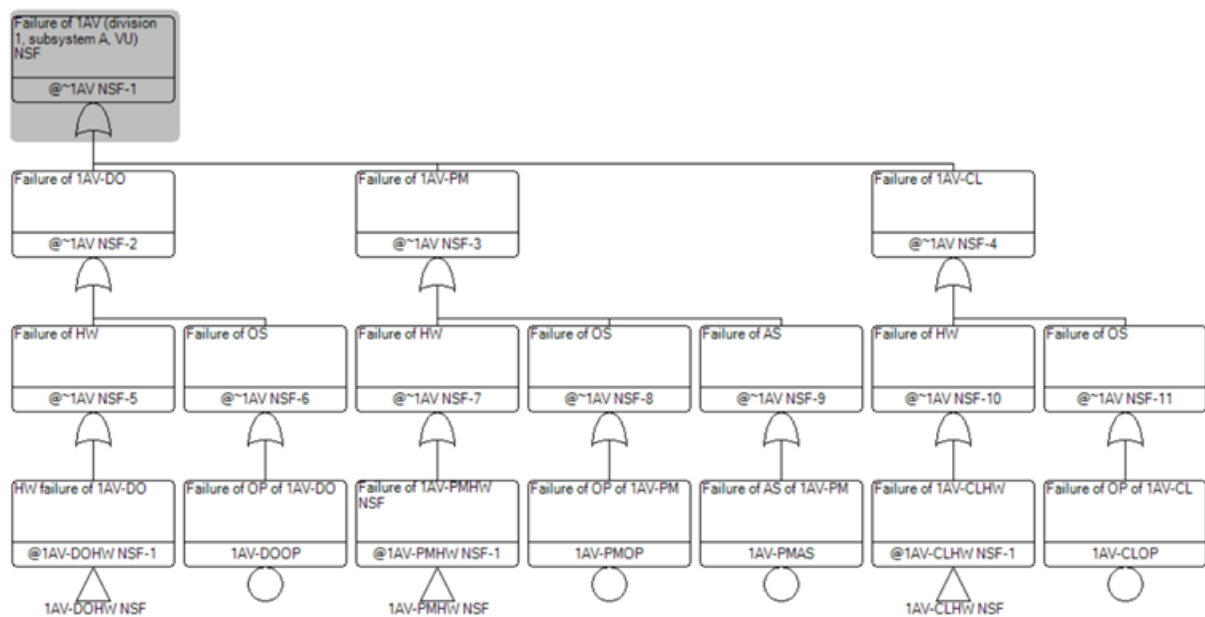 Failure of 1AV (division
1, subsystem A, VU)
NSF
@~1AV NSF-1
Failure of 1AV-DO
@~1AV NSF-2
Failure of 1AV-PM
@~1AV NSF-3
Failure of 1AV-CL
@~1AV NSF-4
Failure of HW
@~1AV NSF-5
Failure of OS
@~1AV NSF-6
Failure of HW
@~1AV NSF-7
Failure of OS
@~1AV NSF-8
Failure of AS
@~1AV NSF-9
Failure of HW
@~1AV NSF-10
Failure of OS
@~1AV NSF-11
HW failure of 1AV-DO
@1AV-DOHW NSF-1
1AV-DOHW NSF
Failure of OP of 1AV-DO
1AV-DOOP
Failure of 1AV-PMHW
NSF
@1AV-PMHW NSF-1
1AV-PMHW NSF
Failure of OP of 1AV-PM
1AV-PMOP
Failure of AS of 1AV-PM
1AV-PMAS
Failure of 1AV-CLHW
@1AV-CLHW NSF-1
1AV-CLHW NSF
Failure of OP of 1AV-CL
1AV-CLOP